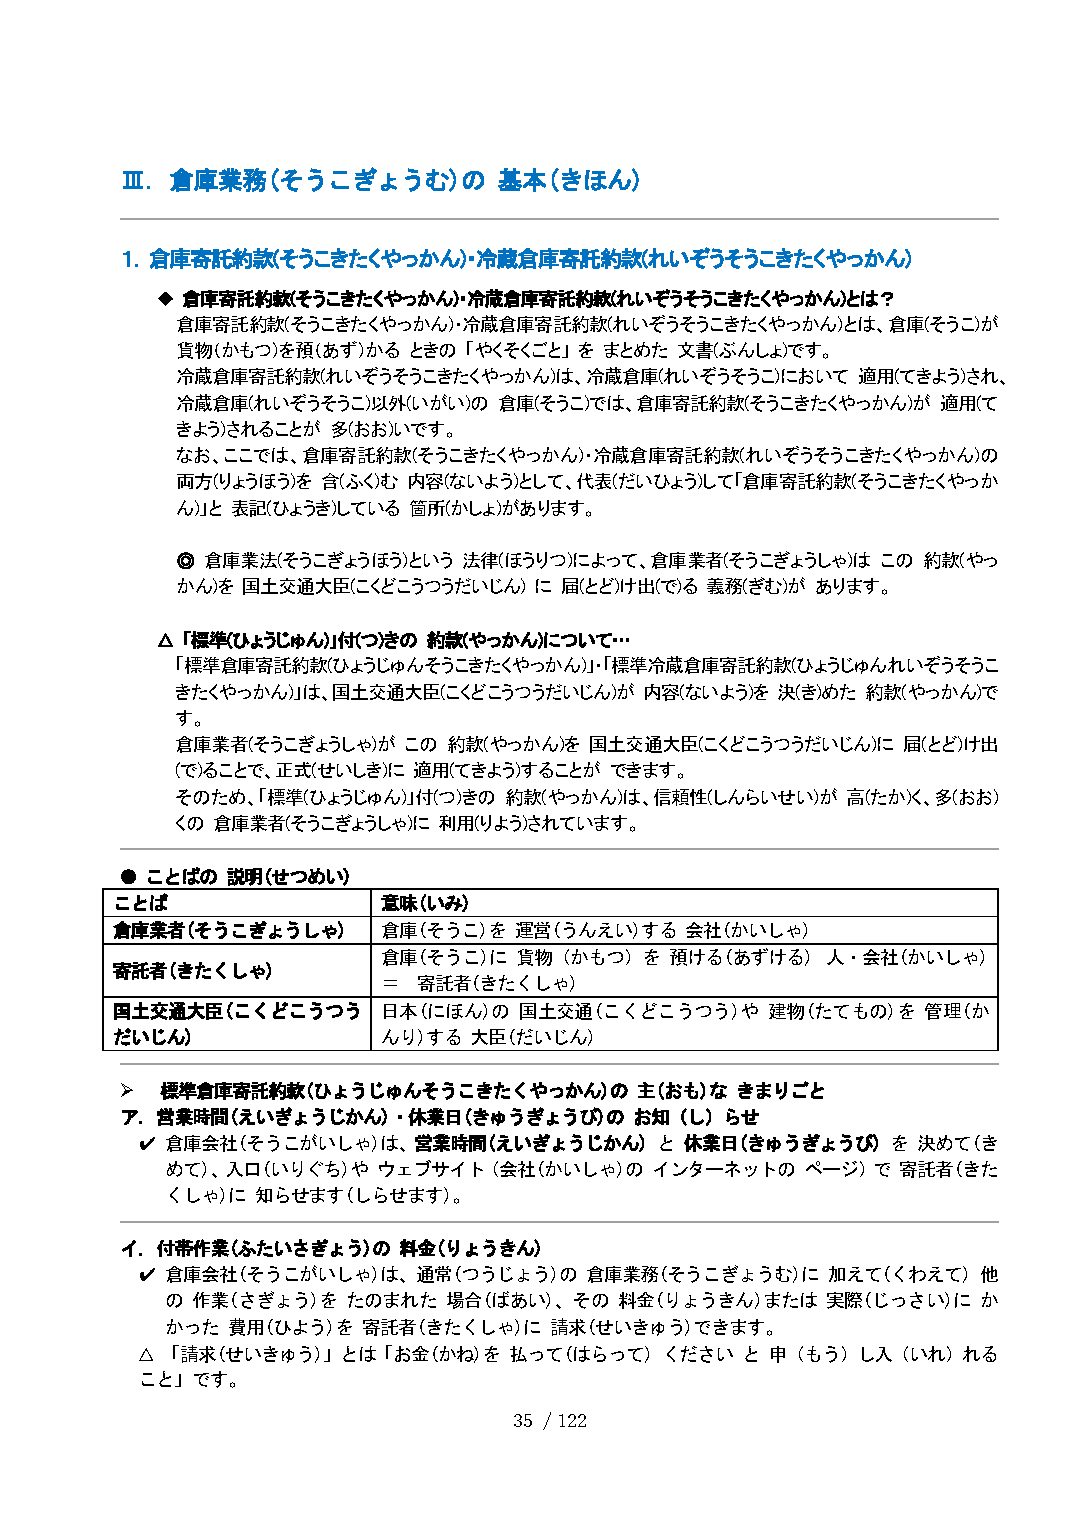 Ⅲ. 倉庫業務(そうこぎょうむ)の 基本(きほん)
1. 倉庫寄託約款(そうこきたくやっかん)・冷蔵倉庫寄託約款(れいぞうそうこきたくやっかん)
◆ 倉庫寄託約款(そうこきたくやっかん)・冷蔵倉庫寄託約款(れいぞうそうこきたくやっかん)とは？
倉庫寄託約款(そうこきたくやっかん)・冷蔵倉庫寄託約款(れいぞうそうこきたくやっかん)とは、倉庫(そうこ)が
貨物(かもつ)を預(あず)かる ときの 「やくそくごと」 を まとめた 文書(ぶんしょ)です。
冷蔵倉庫寄託約款(れいぞうそうこきたくやっかん)は、冷蔵倉庫(れいぞうそうこ)において 適用(てきよう)され、
冷蔵倉庫(れいぞうそうこ)以外(いがい)の 倉庫(そうこ)では、倉庫寄託約款(そうこきたくやっかん)が 適用(て
きよう)されることが 多(おお)いです。
なお、ここでは、倉庫寄託約款(そうこきたくやっかん)・冷蔵倉庫寄託約款(れいぞうそうこきたくやっかん)の
両方(りょうほう)を 含(ふく)む 内容(ないよう)として、代表(だいひょう)して「倉庫寄託約款(そうこきたくやっか
ん)」と 表記(ひょうき)している 箇所(かしょ)があります。
◎ 倉庫業法(そうこぎょうほう)という 法律(ほうりつ)によって、倉庫業者(そうこぎょうしゃ)は この 約款(やっ
かん)を 国土交通大臣(こくどこうつうだいじん) に 届(とど)け出(で)る 義務(ぎむ)が あります。
△ 「標準(ひょうじゅん)」付(つ)きの 約款(やっかん)について…
「標準倉庫寄託約款(ひょうじゅんそうこきたくやっかん)」・「標準冷蔵倉庫寄託約款(ひょうじゅんれいぞうそうこ
きたくやっかん)」は、国土交通大臣(こくどこうつうだいじん)が 内容(ないよう)を 決(き)めた 約款(やっかん)で
す。
倉庫業者(そうこぎょうしゃ)が この 約款(やっかん)を 国土交通大臣(こくどこうつうだいじん)に 届(とど)け出
(で)ることで、正式(せいしき)に 適用(てきよう)することが できます。
そのため、「標準(ひょうじゅん)」付(つ)きの 約款(やっかん)は、信頼性(しんらいせい)が 高(たか)く、多(おお)
くの 倉庫業者(そうこぎょうしゃ)に 利用(りよう)されています。
● ことばの 説明(せつめい)
ことば 意味(いみ)
倉庫業者(そうこぎょうしゃ) 倉庫(そうこ)を 運営(うんえい)する 会社(かいしゃ)
寄託者(きたくしゃ) 倉庫(そうこ)に 貨物 (かもつ) を 預ける(あずける) 人・会社(かいしゃ)
＝ 寄託者(きたくしゃ)
国土交通大臣(こくどこうつう 日本(にほん)の 国土交通(こくどこうつう)や 建物(たてもの)を 管理(か
だいじん) んり)する 大臣(だいじん)
➢ 標準倉庫寄託約款(ひょうじゅんそうこきたくやっかん)の 主(おも)な きまりごと
ア. 営業時間(えいぎょうじかん)・休業日(きゅうぎょうび)の お知 (し) らせ
✔ 倉庫会社(そうこがいしゃ)は、営業時間(えいぎょうじかん) と 休業日(きゅうぎょうび) を 決めて(き
めて)、入口(いりぐち)や ウェブサイト (会社(かいしゃ)の インターネットの ページ) で 寄託者(きた
くしゃ)に 知らせます(しらせます)。
イ. 付帯作業(ふたいさぎょう)の 料金(りょうきん)
✔ 倉庫会社(そうこがいしゃ)は、通常(つうじょう)の 倉庫業務(そうこぎょうむ)に 加えて(くわえて) 他
の 作業(さぎょう)を たのまれた 場合(ばあい)、その 料金(りょうきん)または 実際(じっさい)に か
かった 費用(ひよう)を 寄託者(きたくしゃ)に 請求(せいきゅう)できます。
△ 「請求(せいきゅう)」 とは「お金(かね)を 払って(はらって) ください と 申 (もう) し入 (いれ) れる
こと」 です。
35 / 122